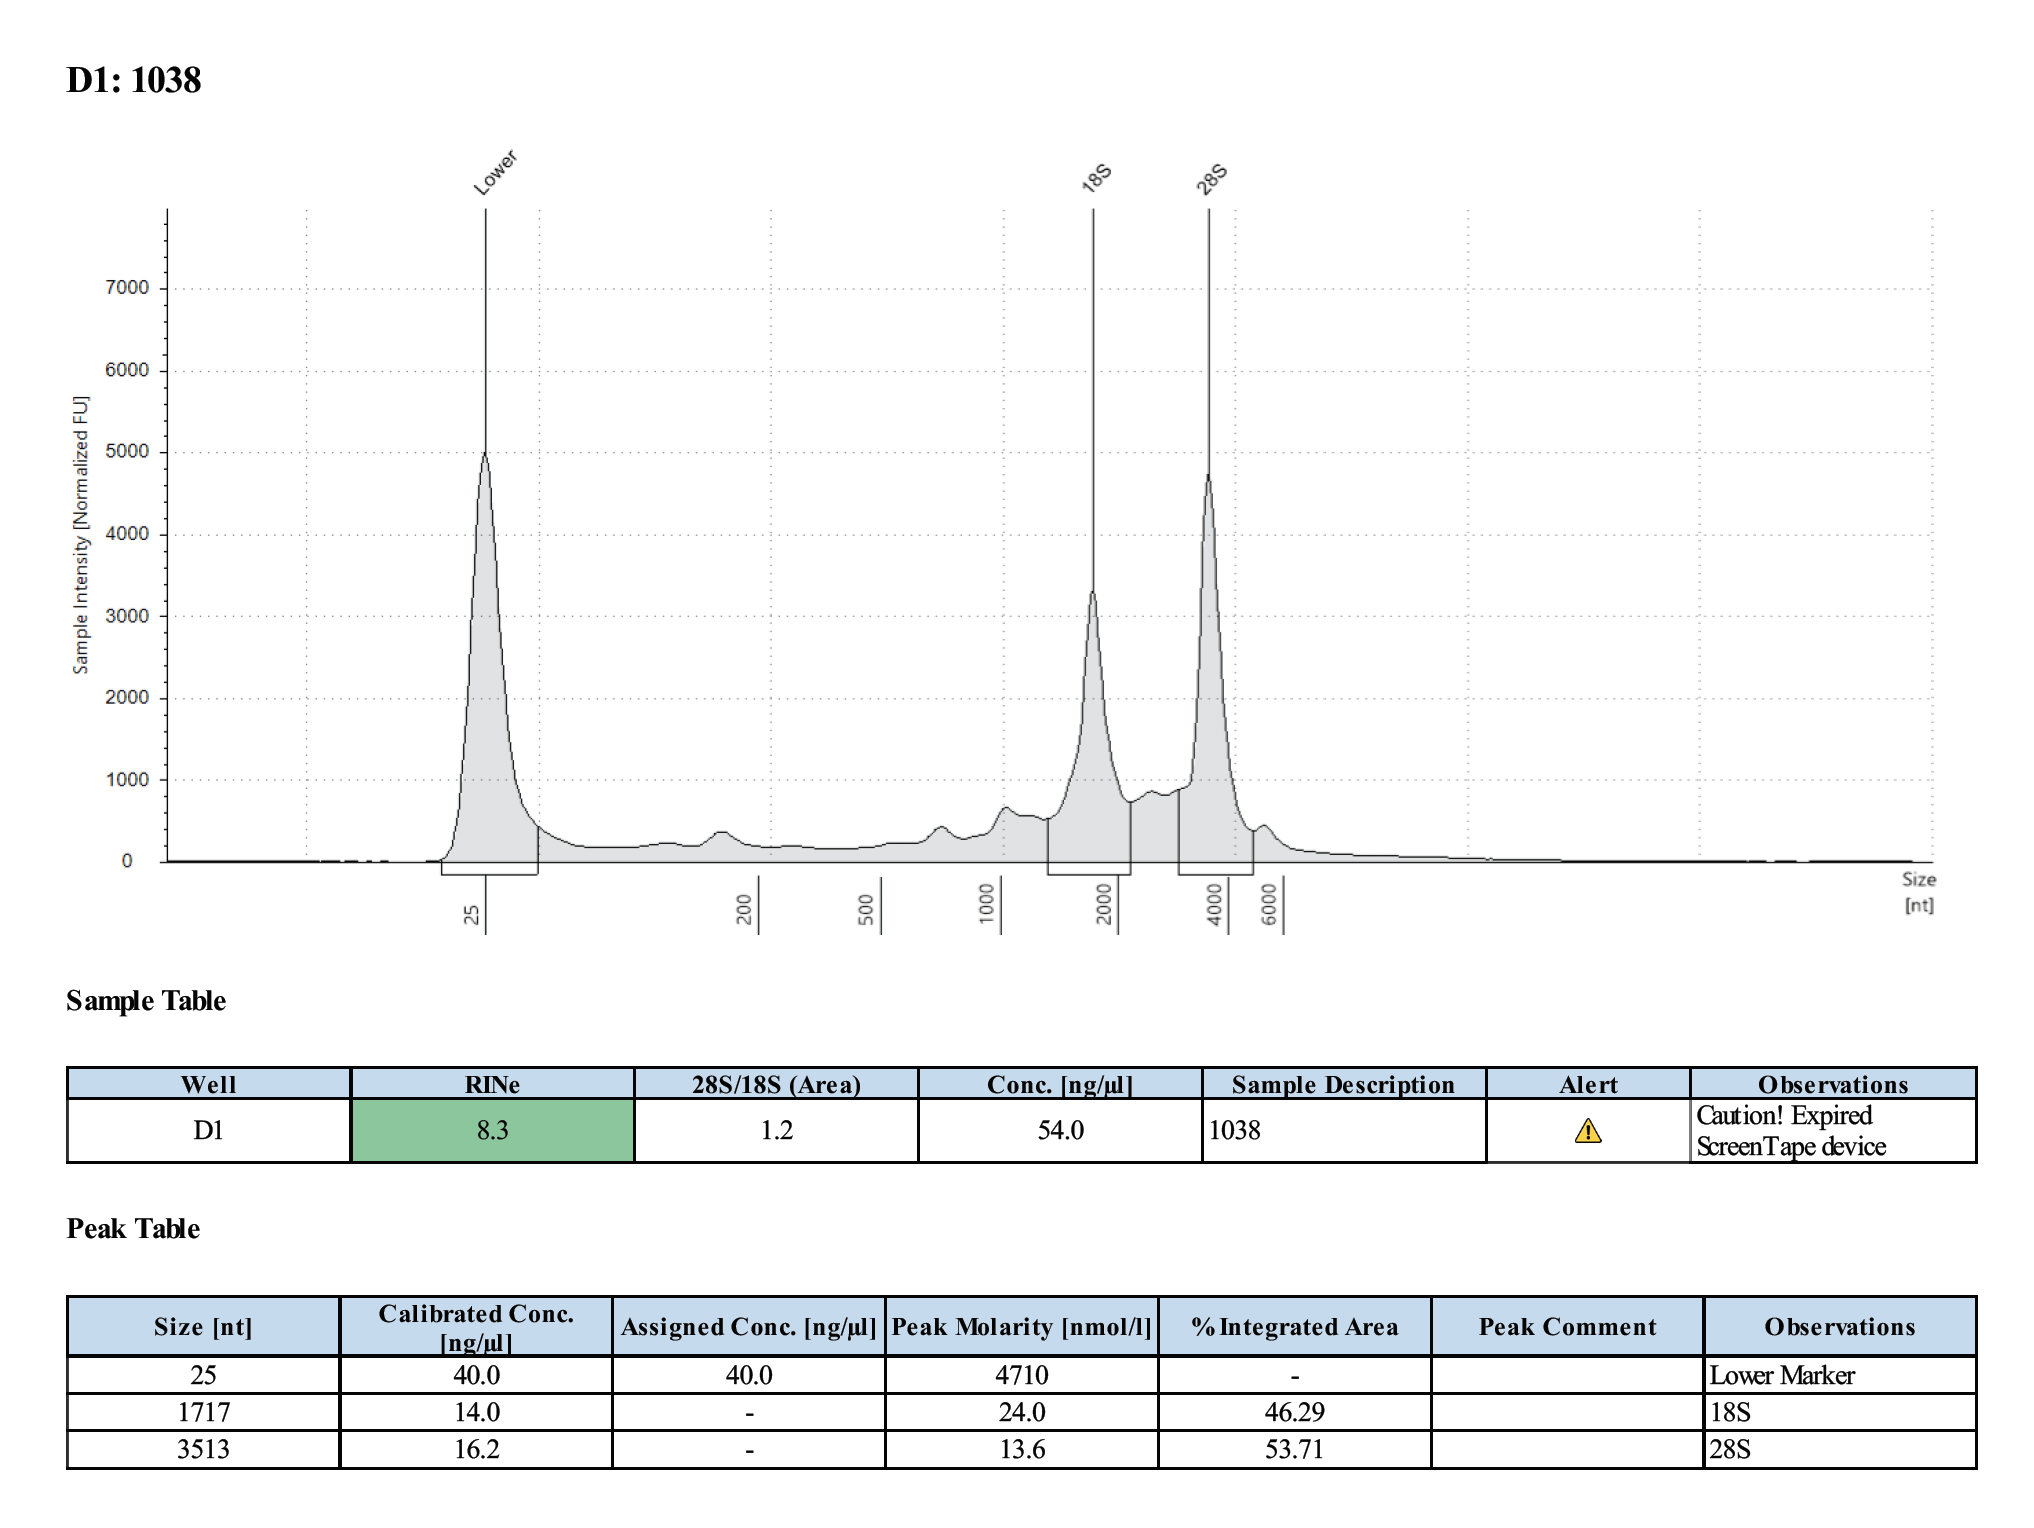 D1: 1038
Lower
18S
28S
Sample Intensity [Normalized FU]
7000
6000
5000
4000
3000
2000
1000
0
25
200
500
1000
2000
4000
6000
Size
[nt]
Sample Table
Well RINe 28S/18S (Area) Conc. [ng/µl] Sample Description Alert Observations
D1 8.3 1.2 54.0 1038 Caution! Expired
ScreenTape device
Peak Table
Size [nt] Calibrated Conc. [ng/µl] Assigned Conc. [ng/µl] Peak Molarity [nmol/l] % Integrated Area Peak Comment Observations
25 40.0 40.0 4710 - Lower Marker
1717 14.0 - 24.0 46.29 18S
3513 16.2 - 13.6 53.71 28S